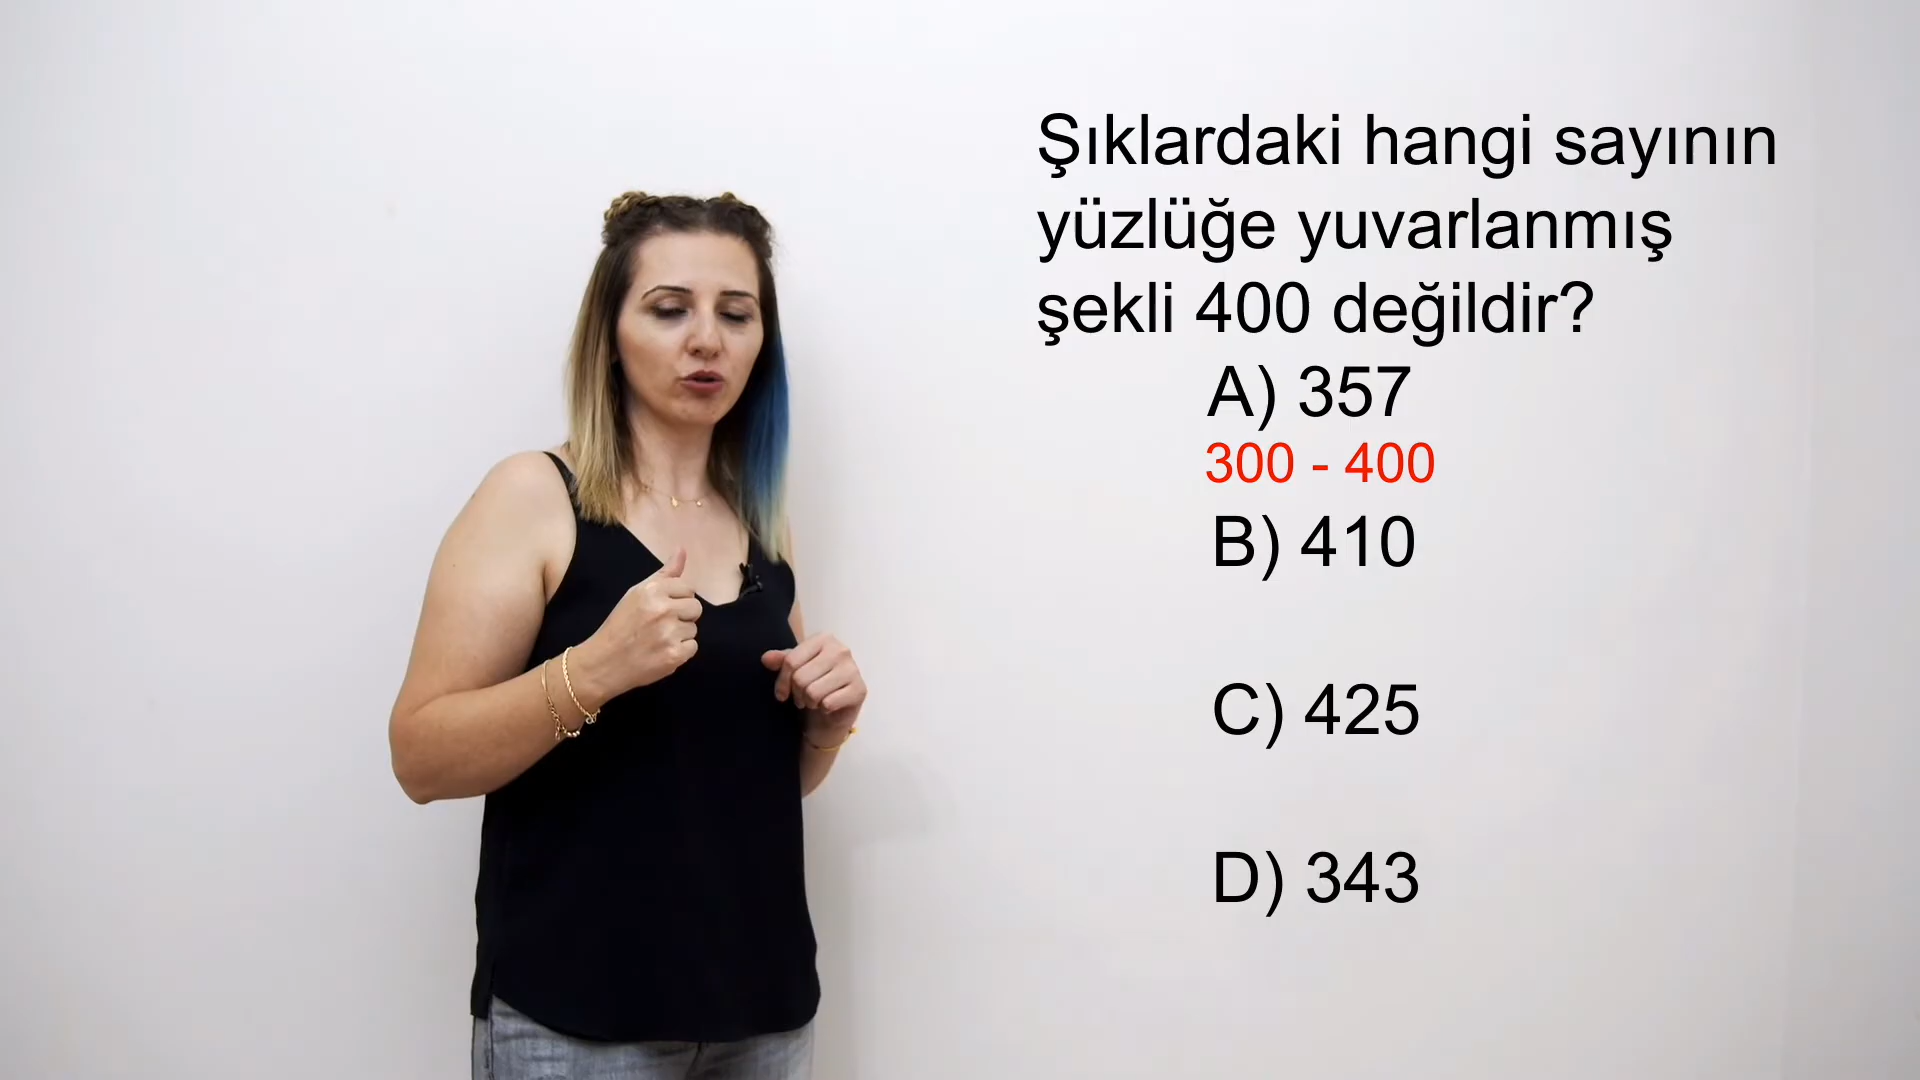 Şıklardaki hangi sayının
yüzlüğe yuvarlanmış
şekli 400 değildir?
A) 357
300 - 400
B) 410
C) 425
D) 343